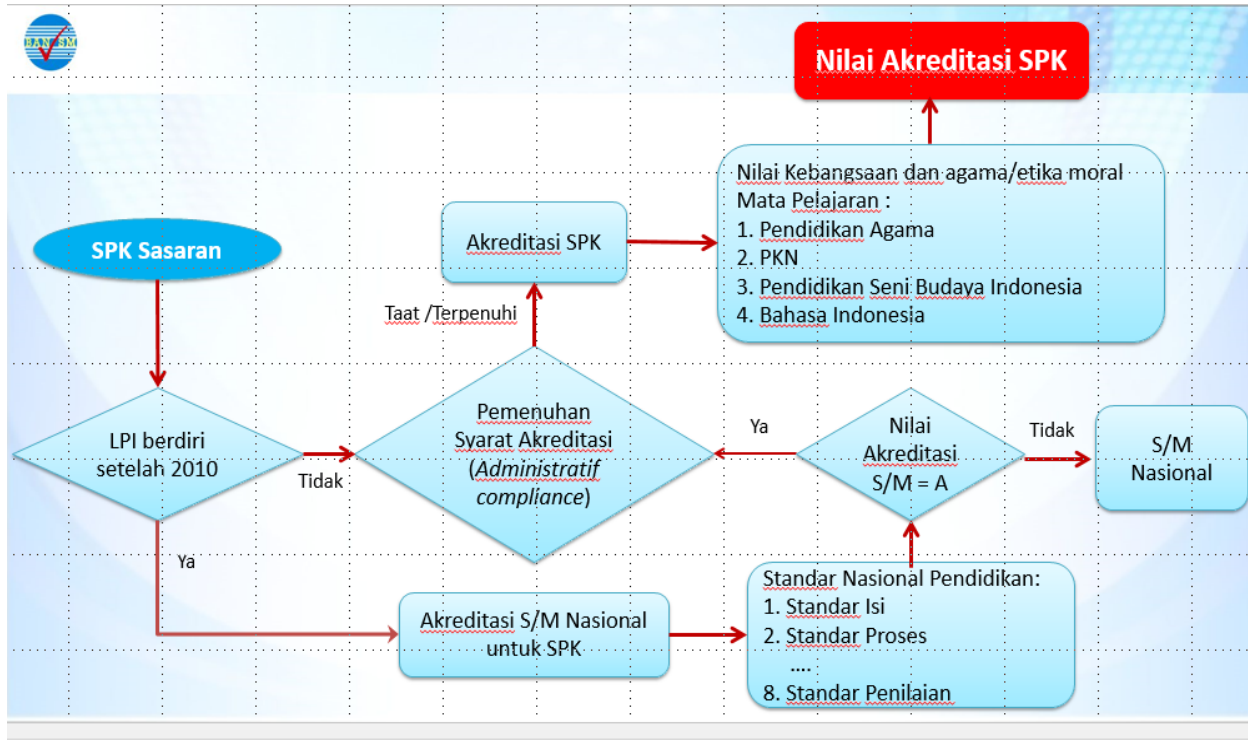 BAN SM
Nilai Akreditasi SPK
Nilai Kebangsaan dan agama/etika moral
Mata Pelajaran :
1. Pendidikan Agama
2. PKN
3. Pendidikan Seni Budaya Indonesia
4. Bahasa Indonesia
SPK Sasaran
Akreditasi SPK
Taat /Terpenuhi
LPI berdiri
setelah 2010
Tidak
Pemenuhan
Syarat Akreditasi
(Administratif
compliance)
Ya
Nilai
Akreditasi
S/M = A
Tidak
S/M
Nasional
Ya
Akreditasi S/M Nasional
untuk SPK
Standar Nasional Pendidikan:
1. Standar Isi
2. Standar Proses
....
8. Standar Penilaian